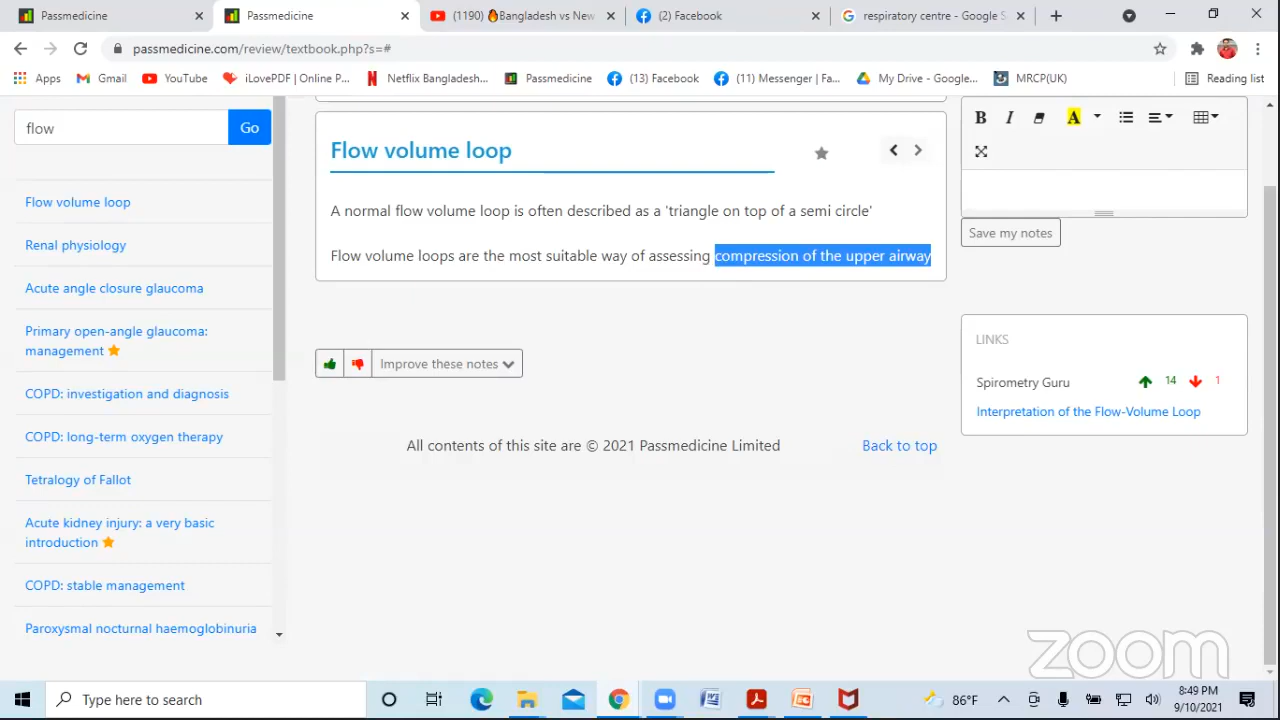 Passmedicine
Passmedicine
(1190) 🔥Bangladesh vs New
(2) Facebook
respiratory centre - Google S
passmedicine.com/review/textbook.php?s=#
Apps
Gmail
YouTube
iLovePDF | Online P...
Netflix Bangladesh...
Passmedicine
(13) Facebook
(11) Messenger | Fa...
My Drive - Google...
MRCP(UK)
Reading list
flow
Go
Flow volume loop
Renal physiology
Acute angle closure glaucoma
Primary open-angle glaucoma:
management
COPD: investigation and diagnosis
COPD: long-term oxygen therapy
Tetralogy of Fallot
Acute kidney injury: a very basic
introduction
COPD: stable management
Paroxysmal nocturnal haemoglobinuria
Flow volume loop
A normal flow volume loop is often described as a 'triangle on top of a semi circle'
Flow volume loops are the most suitable way of assessing compression of the upper airway
Improve these notes
All contents of this site are © 2021 Passmedicine Limited
Back to top
B I A
Save my notes
LINKS
Spirometry Guru
14
1
Interpretation of the Flow-Volume Loop
zoom
Type here to search
86°F
8:49 PM
9/10/2021